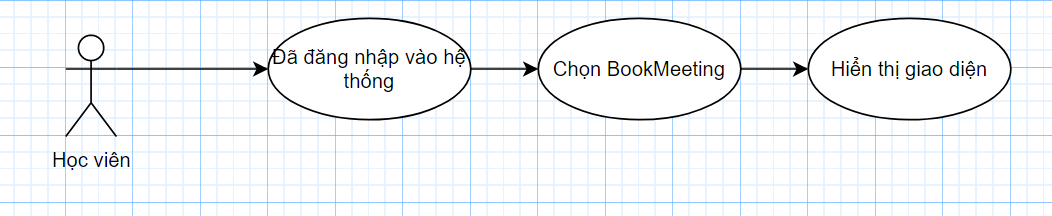 Đã đăng nhập vào hệ
thống
Chọn BookMeeting
Hiển thị giao diện
Học viên